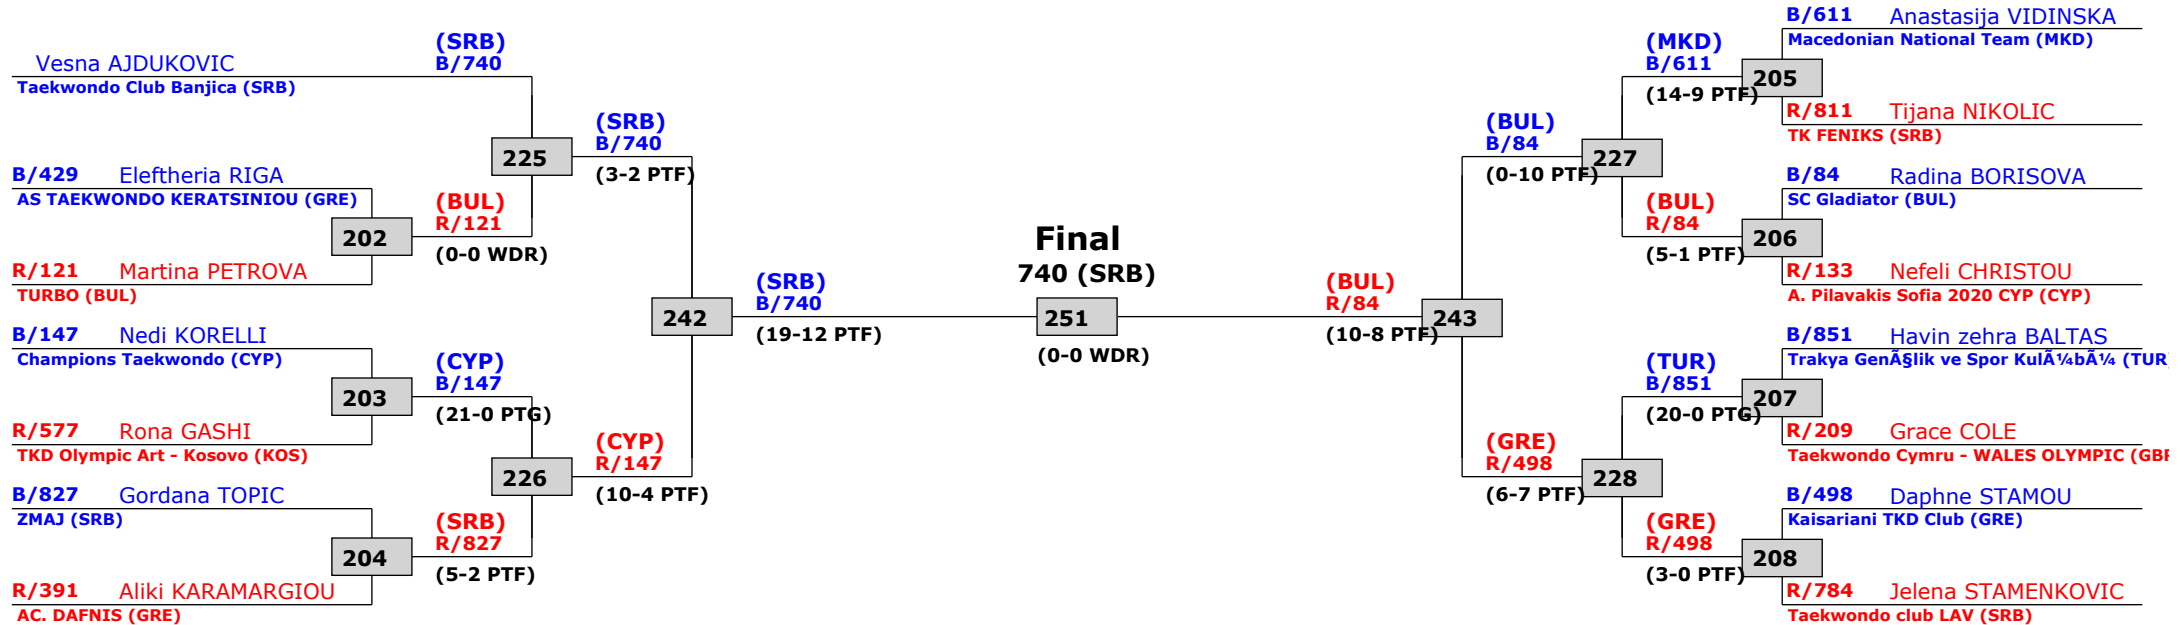 Vesna AJDUKOVIC
Taekwondo Club Banjica (SRB)
B/429 Eleftheria RIGA
AS TAEKWONDO KERATSINIOU (GRE)
202
R/121 Martina PETROVA
TURBO (BUL)
B/147 Nedi KORELLI
Champions Taekwondo (CYP)
203
R/577 Rona GASHI
TKD Olympic Art - Kosovo (KOS)
B/827 Gordana TOPIC
ZMAJ (SRB)
204
R/391 Aliki KARAMARGIOU
AC. DAFNIS (GRE)
(SRB)
B/740
225
(BUL)
R/121
(0-0 WDR)
(CYP)
B/147
(21-0 PTG)
226
(SRB)
R/827
(5-2 PTF)
(SRB)
B/740
(3-2 PTF)
242
(CYP)
R/147
(10-4 PTF)
(SRB)
B/740
(19-12 PTF)
Final
740 (SRB)
251
(0-0 WDR)
(BUL)
R/84
(10-8 PTF)
243
(BUL)
B/84
(0-10 PTF)
227
(GRE)
R/498
(6-7 PTF)
228
(MKD)
B/611
(14-9 PTF)
(BUL)
R/84
(5-1 PTF)
(TUR)
B/851
(20-0 PTG)
(GRE)
R/498
(3-0 PTF)
B/611 Anastasija VIDINSKA
Macedonian National Team (MKD)
205
R/811 Tijana NIKOLIC
TK FENIKS (SRB)
B/84 Radina BORISOVA
SC Gladiator (BUL)
206
R/133 Nefeli CHRISTOU
A. Pilavakis Sofia 2020 CYP (CYP)
B/851 Havin zehra BALTAS
Trakya GenÃ§lik ve Spor KulÃ¼bÃ¼ (TUR)
207
R/209 Grace COLE
Taekwondo Cymru - WALES OLYMPIC (GBR
B/498 Daphne STAMOU
Kaisariani TKD Club (GRE)
208
R/784 Jelena STAMENKOVIC
Taekwondo club LAV (SRB)